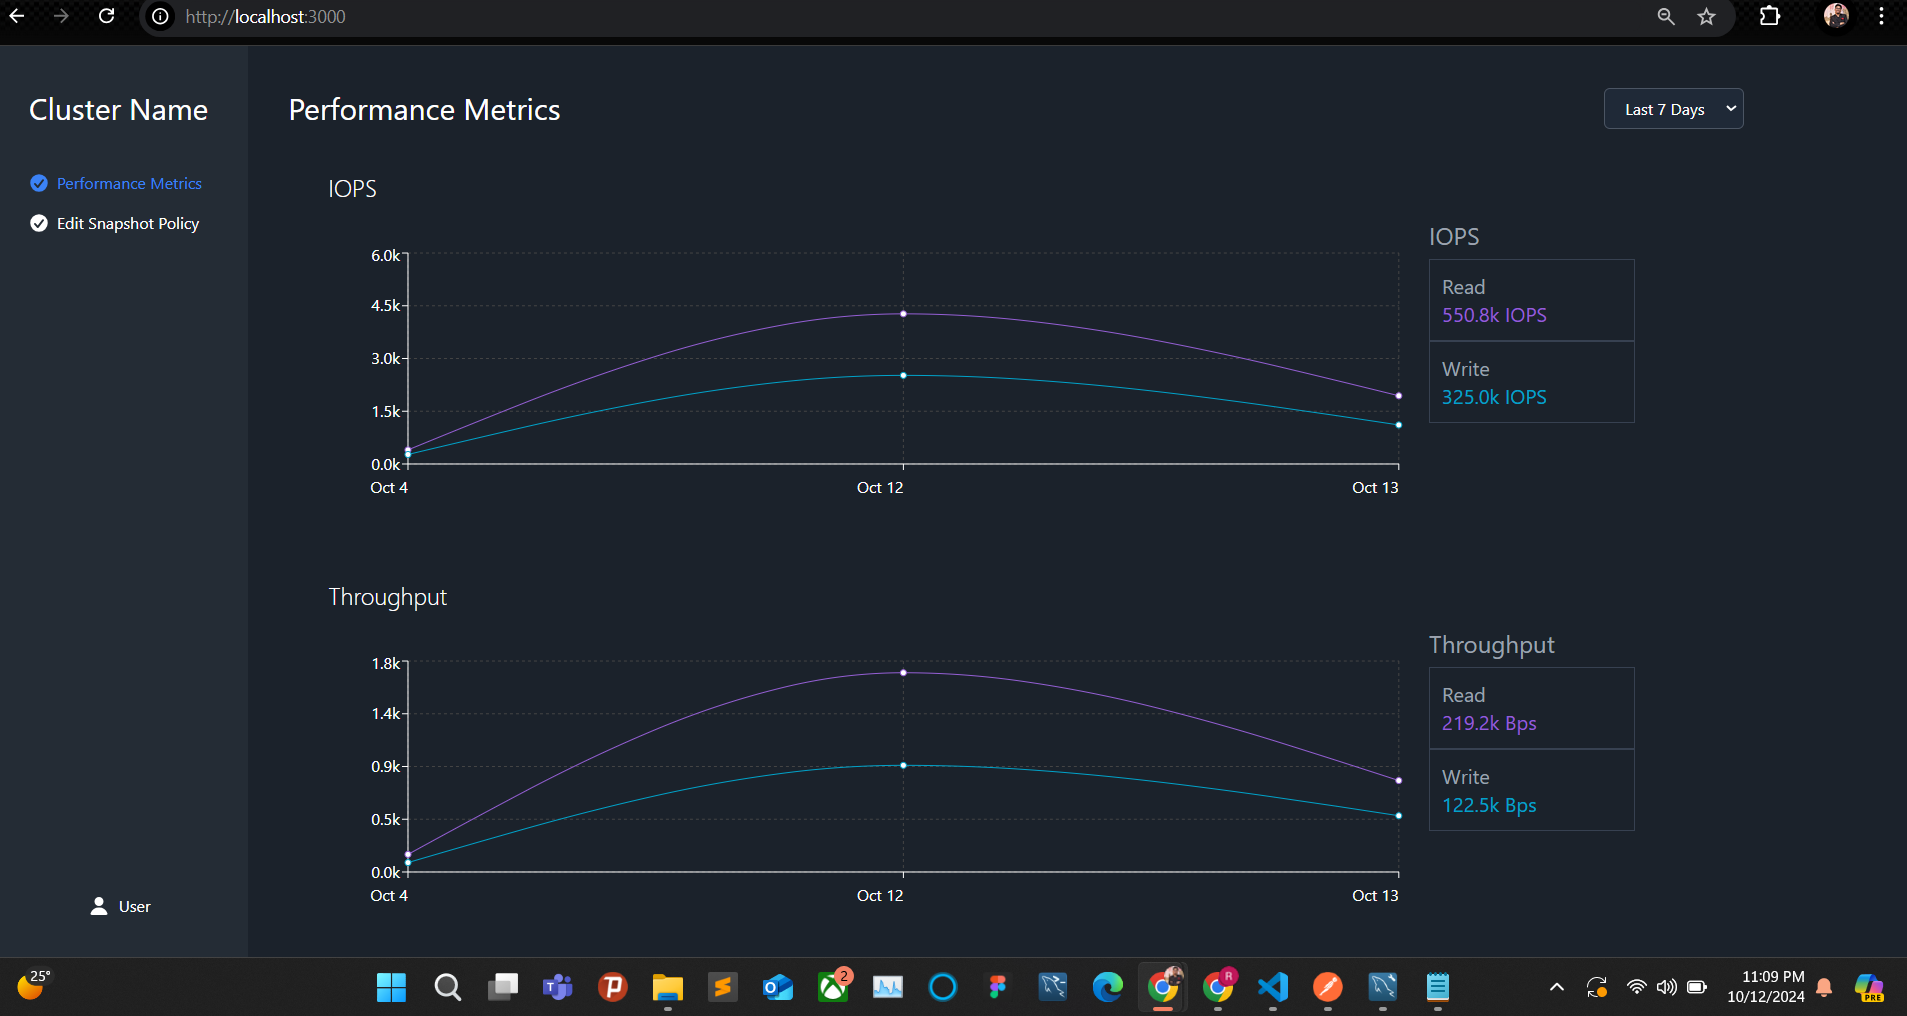 http://localhost:3000
Cluster Name
Performance Metrics
Edit Snapshot Policy
User
Performance Metrics
Last 7 Days
IOPS
6.0k
4.5k
3.0k
1.5k
0.0k
Oct 4 Oct 12 Oct 13
IOPS
Read
550.8k IOPS
Write
325.0k IOPS
Throughput
1.8k
1.4k
0.9k
0.5k
0.0k
Oct 4 Oct 12 Oct 13
Throughput
Read
219.2k Bps
Write
122.5k Bps
25°
2
R
11:09 PM
10/12/2024
PRE